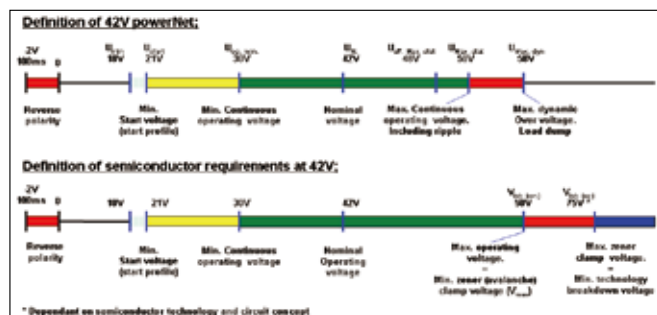 Definition of 42V powerNet:
-2V 100ms 0 18V 21V 30V 42V 48V 50V 58V
Reverse polarity
Min. Start voltage (start profile)
Min. Continuous operating voltage
Nominal voltage
Max. Continuous operating voltage. Including ripple
Max. dynamic Over voltage. Load dump
Definition of semiconductor requirements at 42V:
-2V 100ms 0 18V 21V 30V 42V 58V 75V *
Reverse polarity
Min. Start voltage (start profile)
Min. Continuous operating voltage
Nominal Operating voltage
Max. operating voltage. = Min. zener (avalanche) clamp voltage
Max. zener clamp voltage. = Min. technology breakdown voltage
* Dependant on semiconductor technology and circuit concept